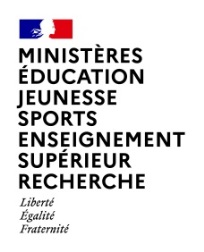 MINISTÈRES
ÉDUCATION
JEUNESSE
SPORTS
ENSEIGNEMENT
SUPÉRIEUR
RECHERCHE
Liberté
Égalité
Fraternité